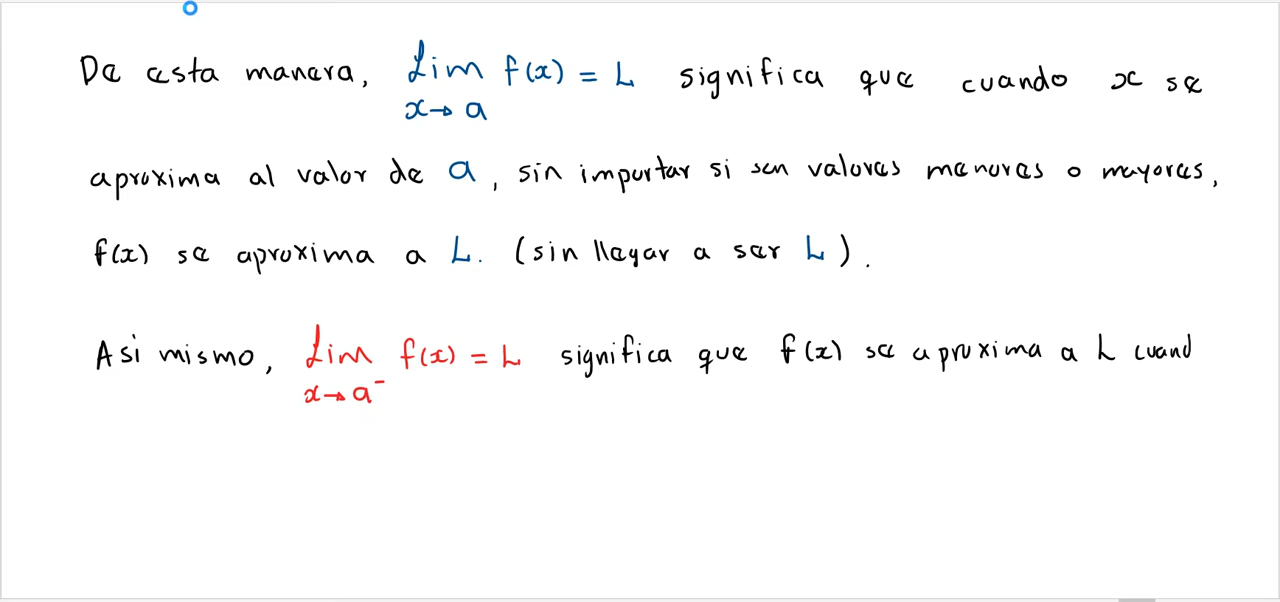 De esta manera, Lim f(x) = L significa que cuando x se
x→a
aproxima al valor de a, sin importar si son valores menores o mayores,
f(x) se aproxima a L. (sin llegar a ser L).
Asi mismo, Lim f(x) = L significa que f(x) se aproxima a L cuand
x→a⁻